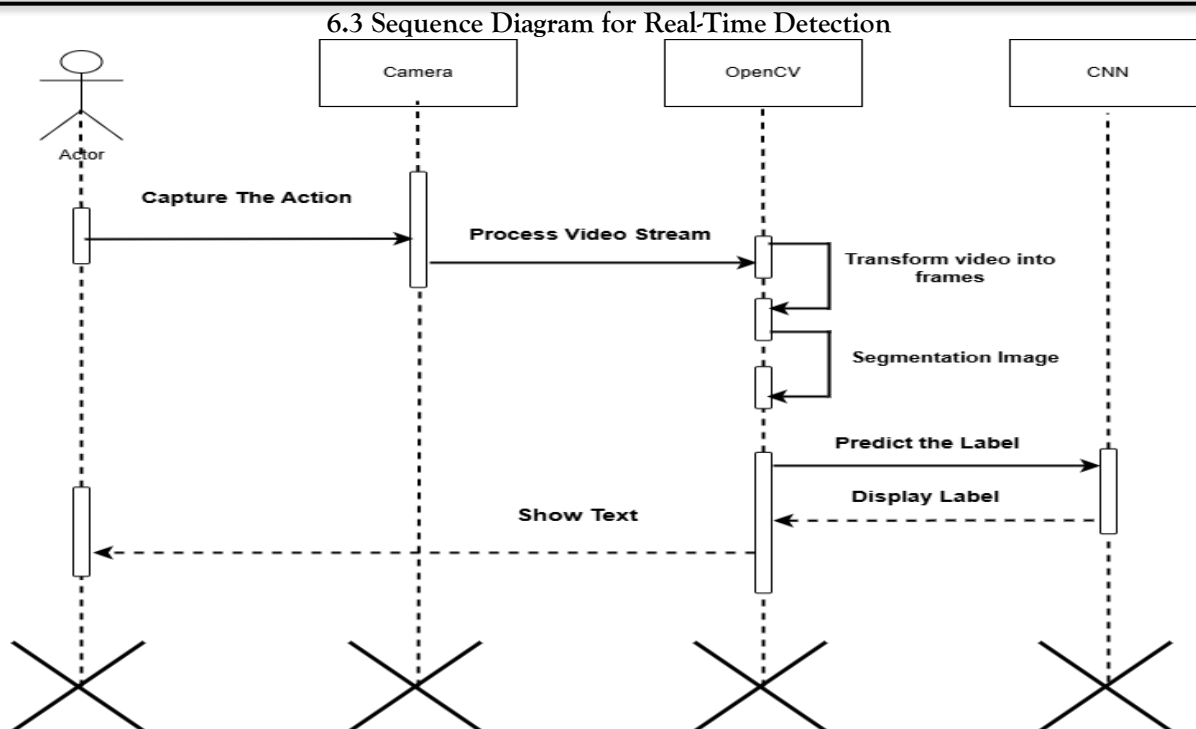 6.3 Sequence Diagram for Real-Time Detection
Camera
OpenCV
CNN
Actor
Capture The Action
Process Video Stream
Transform video into
frames
Segmentation Image
Predict the Label
Display Label
Show Text